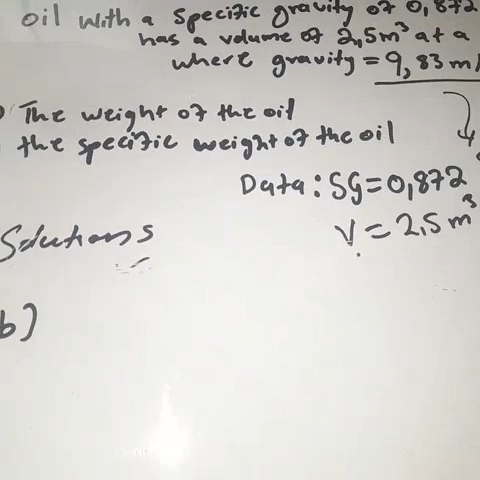 oil with a specific gravity of 0,872
has a volume of 2,5m³ at a
where gravity = 9,83 m/
The weight of the oil
the specific weight of the oil
Data: SG=0,872
V = 2,5 m³
Solutions
b)